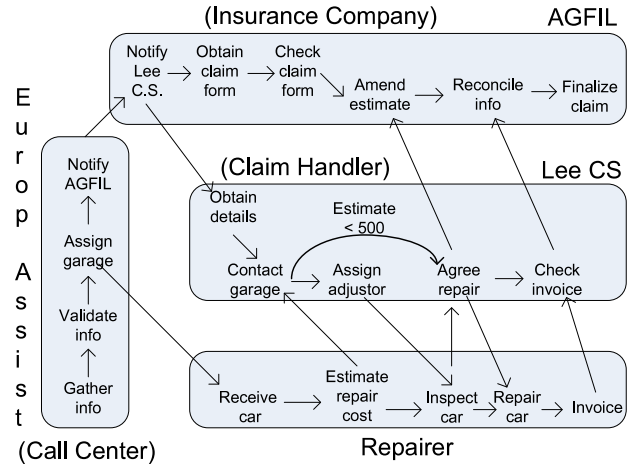 (Insurance Company)
AGFIL
Notify
Lee
C.S.
Obtain
claim
form
Check
claim
form
Amend
estimate
Reconcile
info
Finalize
claim
Europ Assist
Notify
AGFIL
Assign
garage
Validate
info
Gather
info
(Call Center)
(Claim Handler)
Lee CS
Obtain
details
Estimate
< 500
Contact
garage
Assign
adjustor
Agree
repair
Check
invoice
Receive
car
Estimate
repair
cost
Inspect
car
Repair
car
Invoice
Repairer